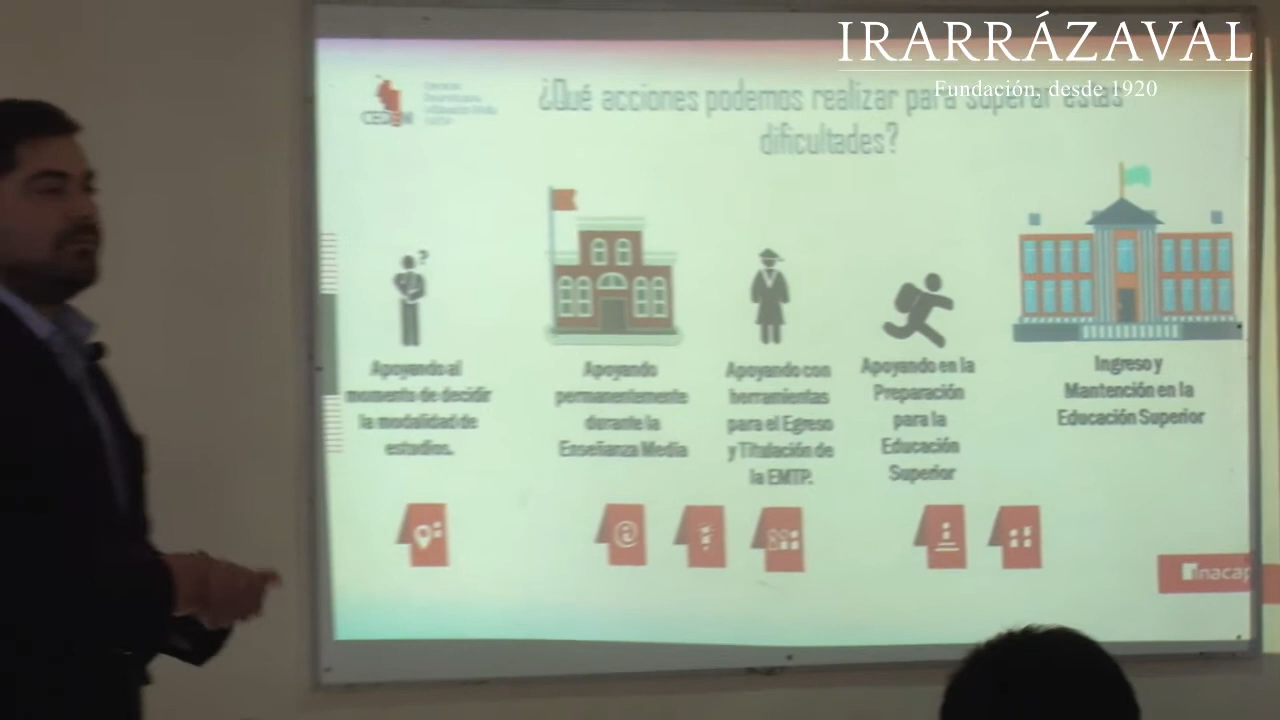 IRARRÁZAVAL
Fundación, desde 1920
¿Qué acciones podemos realizar para superar estas
dificultades?
Apoyando al
momento de decidir
la modalidad de
estudios.
Apoyando
permanentemente
durante la
Enseñanza Media
Apoyando con
herramientas
para el Egreso
y Titulación de
la EMTP.
Apoyando en la
Preparación
para la
Educación
Superior
Ingreso y
Mantención en la
Educación Superior
inacap